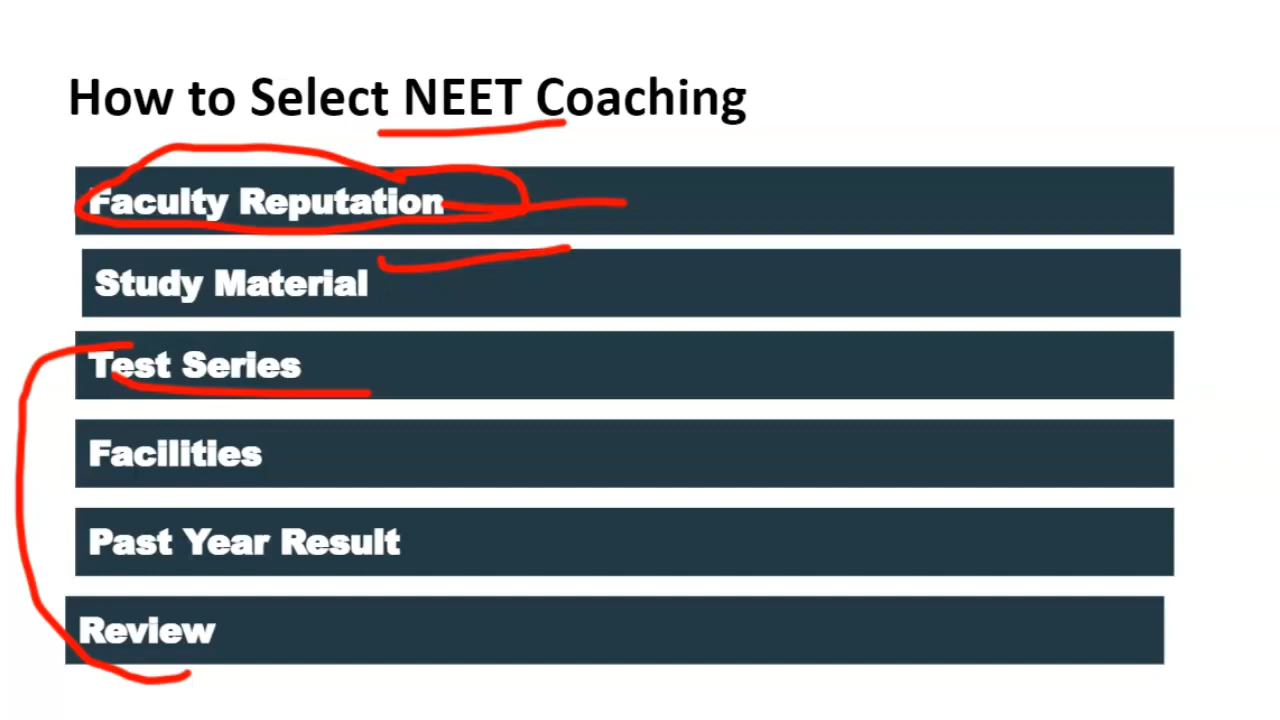 How to Select NEET Coaching
Faculty Reputation
Study Material
Test Series
Facilities
Past Year Result
Review